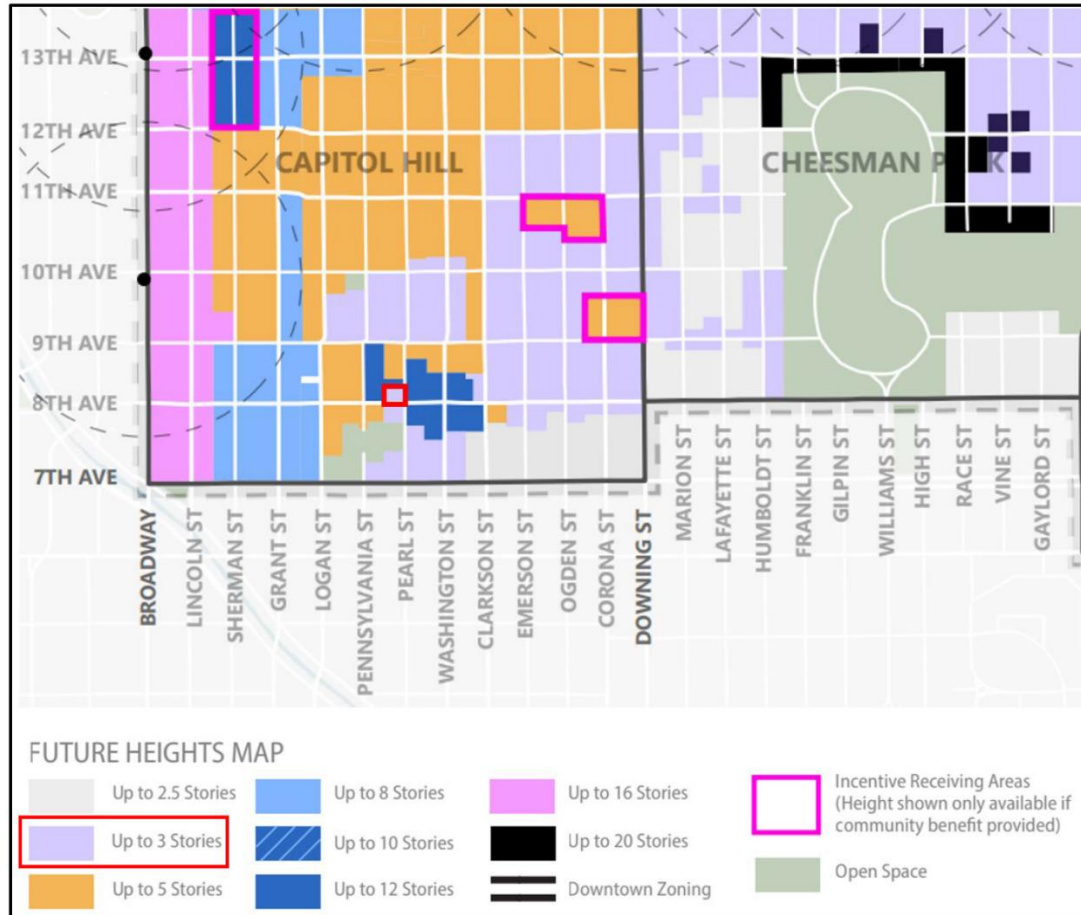 13TH AVE
12TH AVE
CAPITOL HILL
CHEESMAN P K
11TH AVE
10TH AVE
9TH AVE
8TH AVE
7TH AVE
BROADWAY
LINCOLN ST
SHERMAN ST
GRANT ST
LOGAN ST
PENNSYLVANIA ST
PEARL ST
WASHINGTON ST
CLARKSON ST
EMERSON ST
OGDEN ST
CORONA ST
DOWNING ST
MARION ST
LAFAYETTE ST
HUMBOLDT ST
FRANKLIN ST
GILPIN ST
WILLIAMS ST
HIGH ST
RACE ST
VINE ST
GAYLORD ST
FUTURE HEIGHTS MAP
Up to 2.5 Stories
Up to 3 Stories
Up to 5 Stories
Up to 8 Stories
Up to 10 Stories
Up to 12 Stories
Up to 16 Stories
Up to 20 Stories
Downtown Zoning
Incentive Receiving Areas
(Height shown only available if
community benefit provided)
Open Space